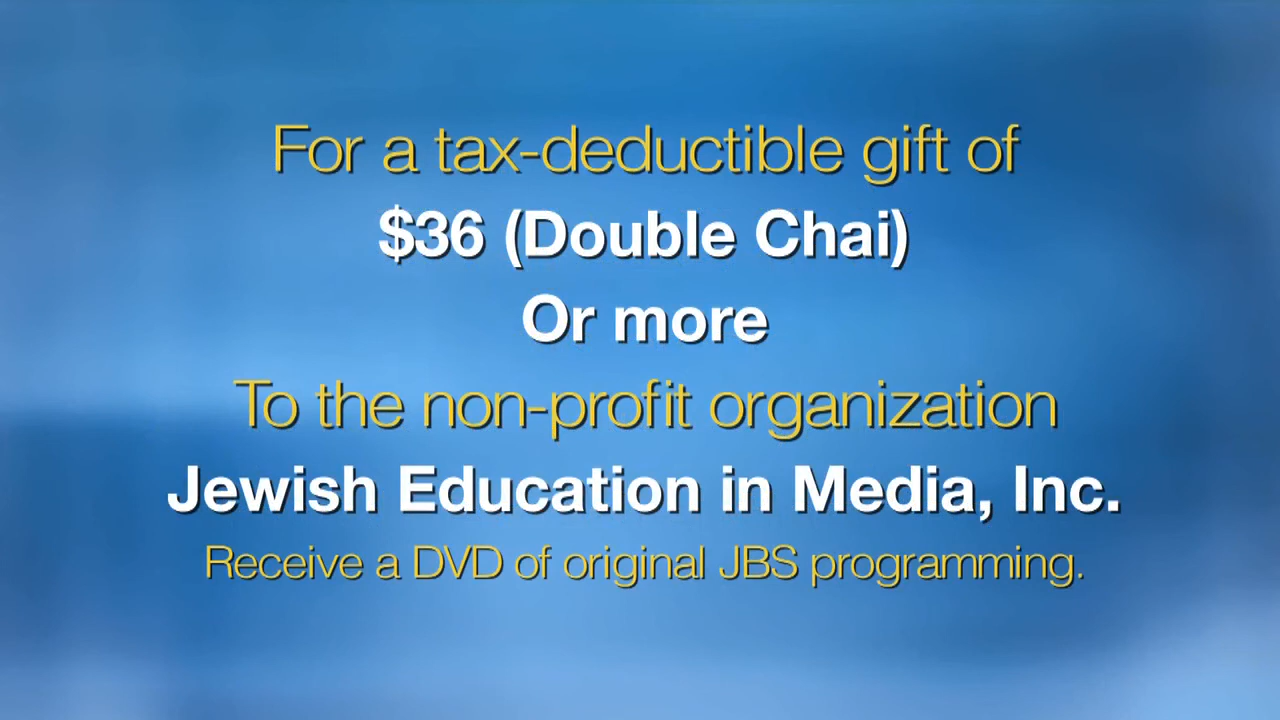 For a tax-deductible gift of
$36 (Double Chai)
Or more
To the non-profit organization
Jewish Education in Media, Inc.
Receive a DVD of original JBS programming.